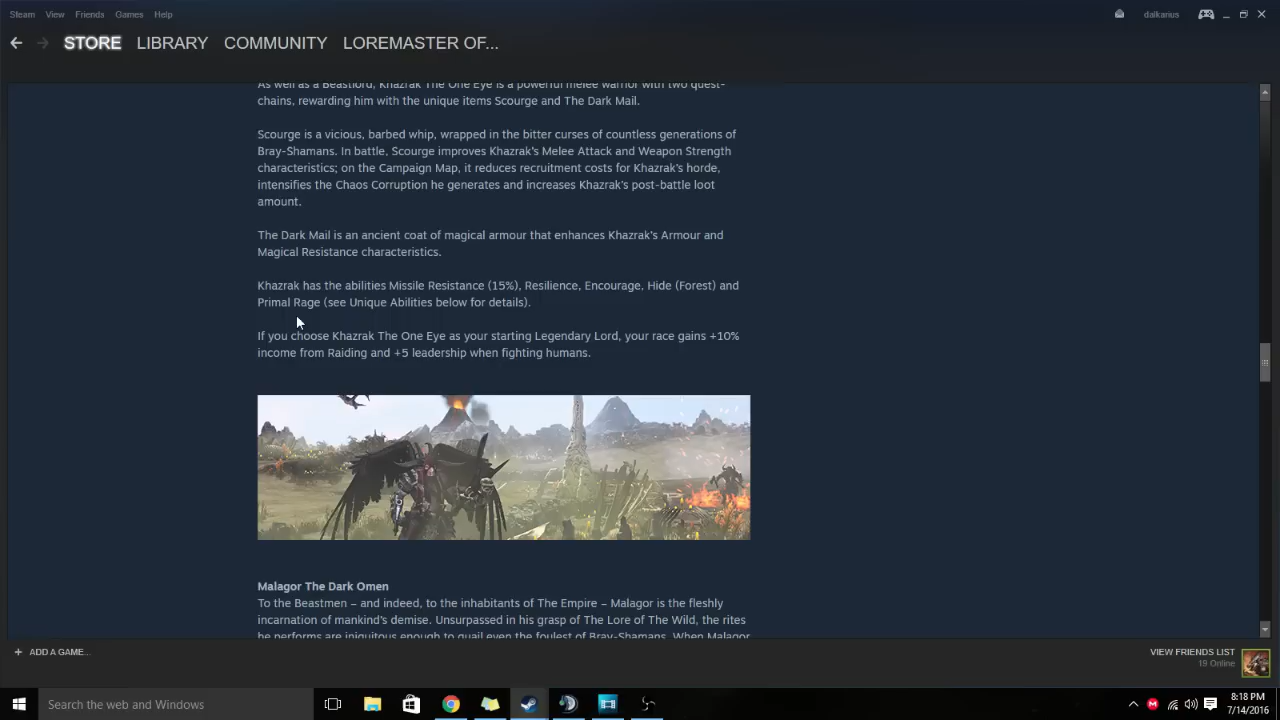 Steam View Friends Games Help
dalkarius
STORE LIBRARY COMMUNITY LOREMASTER OF...
As well as a Beastlord, Khazrak The One Eye is a powerful melee warrior with two quest-
chains, rewarding him with the unique items Scourge and The Dark Mail.
Scourge is a vicious, barbed whip, wrapped in the bitter curses of countless generations of
Bray-Shamans. In battle, Scourge improves Khazrak's Melee Attack and Weapon Strength
characteristics; on the Campaign Map, it reduces recruitment costs for Khazrak's horde,
intensifies the Chaos Corruption he generates and increases Khazrak's post-battle loot
amount.
The Dark Mail is an ancient coat of magical armour that enhances Khazrak's Armour and
Magical Resistance characteristics.
Khazrak has the abilities Missile Resistance (15%), Resilience, Encourage, Hide (Forest) and
Primal Rage (see Unique Abilities below for details).
If you choose Khazrak The One Eye as your starting Legendary Lord, your race gains +10%
income from Raiding and +5 leadership when fighting humans.
Malagor The Dark Omen
To the Beastmen – and indeed, to the inhabitants of The Empire – Malagor is the fleshly
incarnation of mankind's demise. Unsurpassed in his grasp of The Lore of The Wild, the rites
he performs are iniquitous enough to quail even the foulest of Bray-Shamans. When Malagor
+ ADD A GAME...
VIEW FRIENDS LIST
19 Online
Search the web and Windows
8:18 PM
7/14/2016